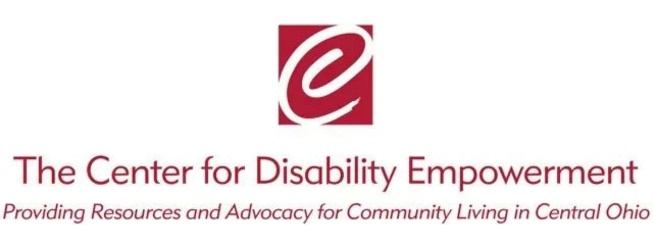 e
The Center for Disability Empowerment
Providing Resources and Advocacy for Community Living in Central Ohio